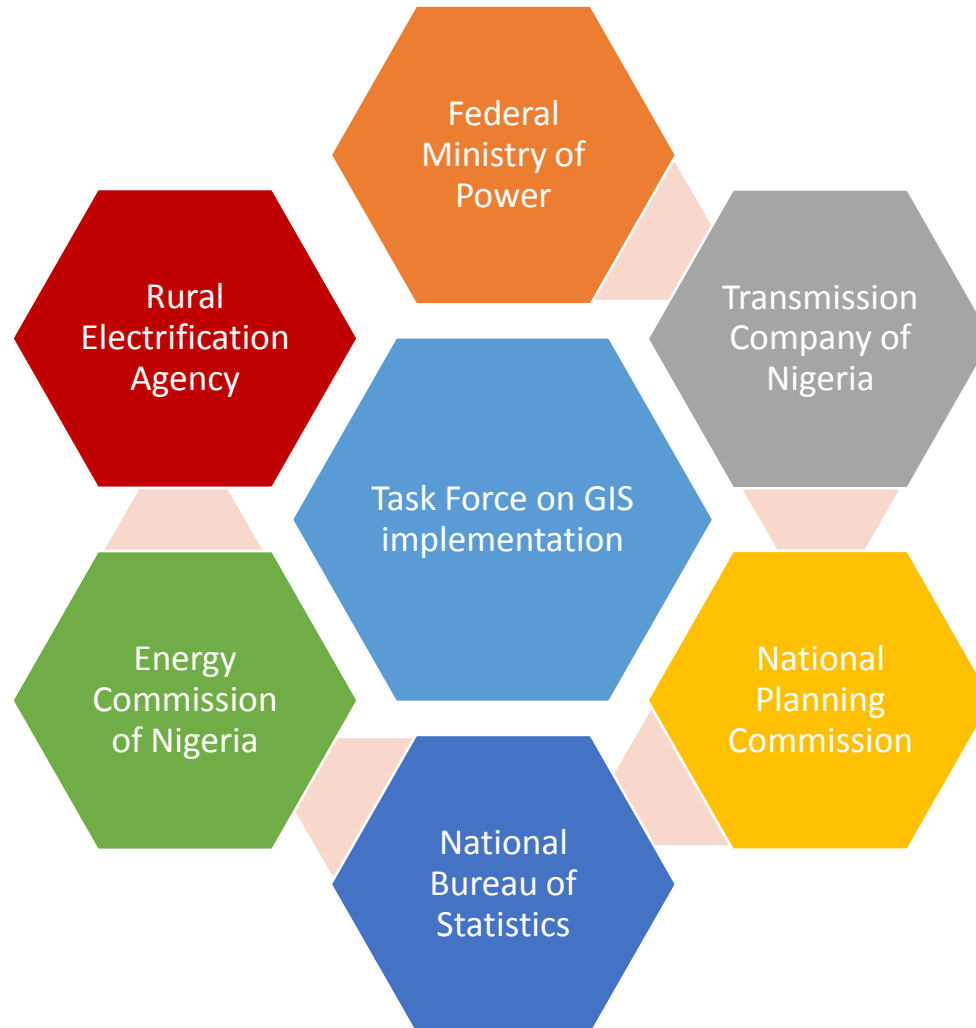 Federal
Ministry of
Power
Transmission
Company of
Nigeria
National
Planning
Commission
National
Bureau of
Statistics
Energy
Commission
of Nigeria
Rural
Electrification
Agency
Task Force on GIS
implementation